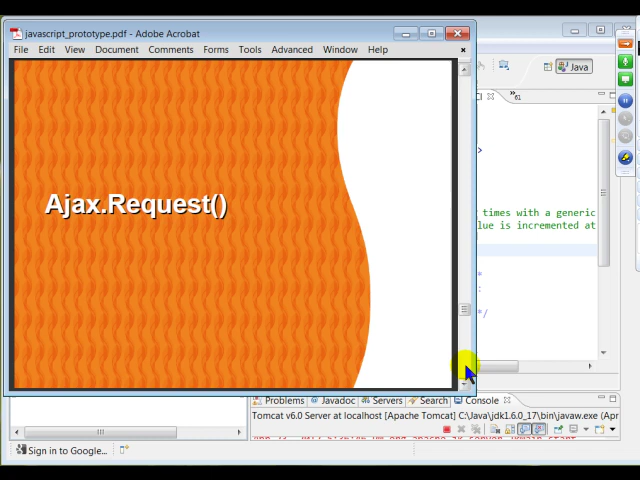 javascript_prototype.pdf - Adobe Acrobat
File Edit View Document Comments Forms Tools Advanced Window Help
Java
61
Ajax.Request()
times with a generic
lue is incremented at
*
:
*/
Problems Javadoc Servers Search Console
Tomcat v6.0 Server at localhost [Apache Tomcat] C:\Java\jdk1.6.0_17\bin\javaw.exe (Apr
Sign in to Google...